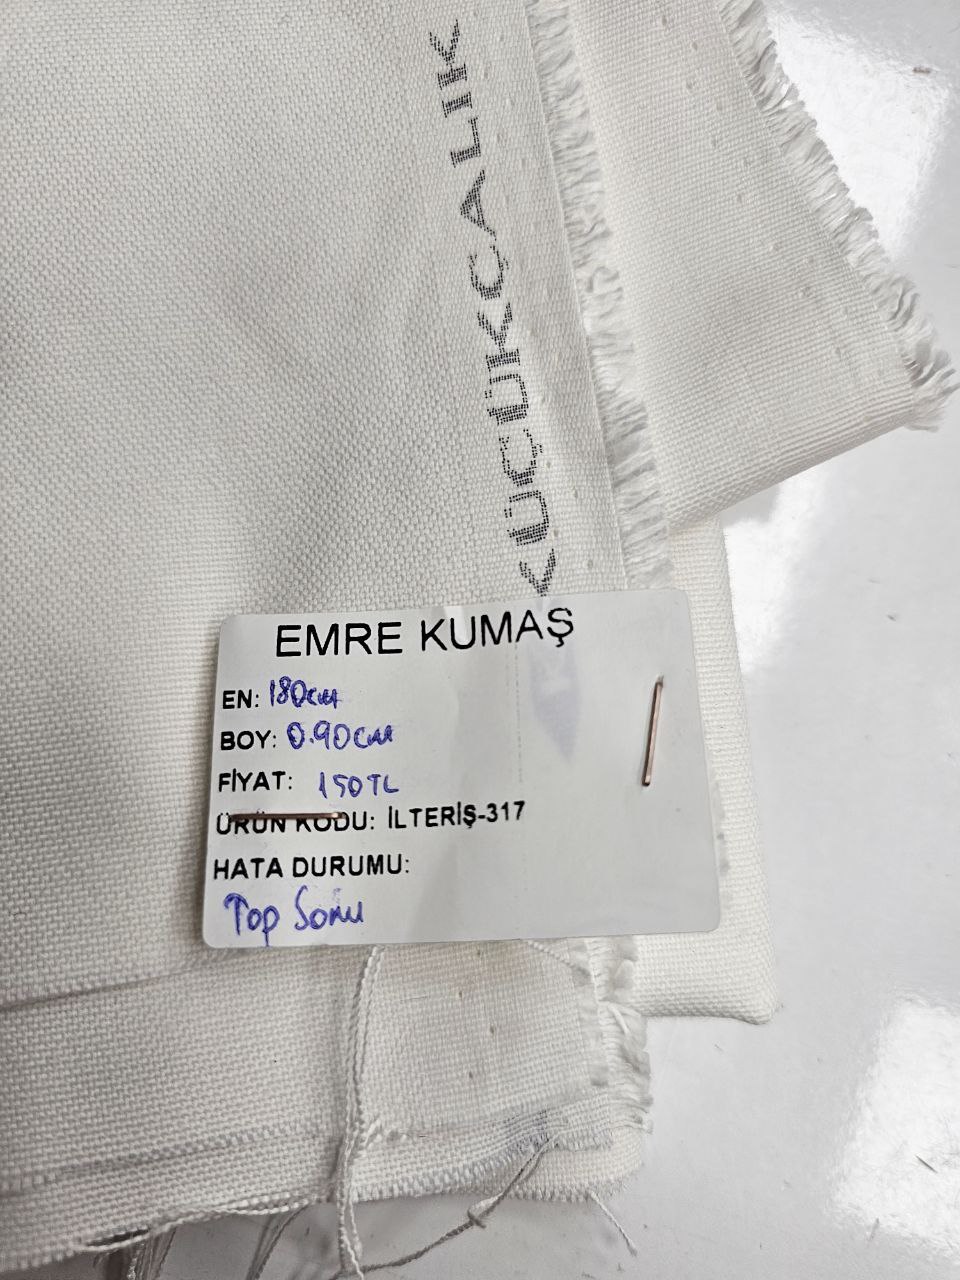 KÜÇÜKÇALIK
EMRE KUMAŞ
EN: 180cm
BOY: 0.90cm
FİYAT: 150TL
ÜRÜN KODU: İLTERİŞ-317
HATA DURUMU:
Top Sonu